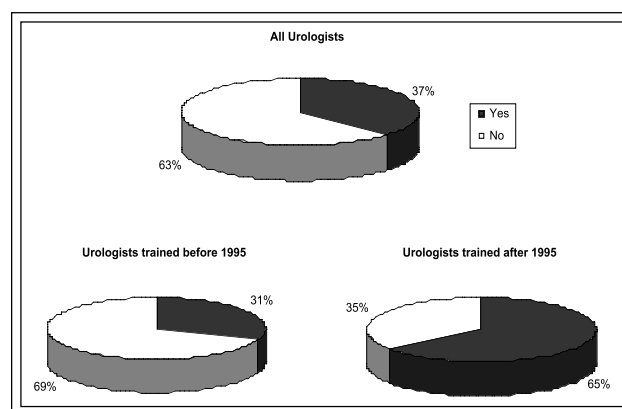 All Urologists
37%
Yes
No
63%
Urologists trained before 1995
Urologists trained after 1995
31%
35%
69%
65%